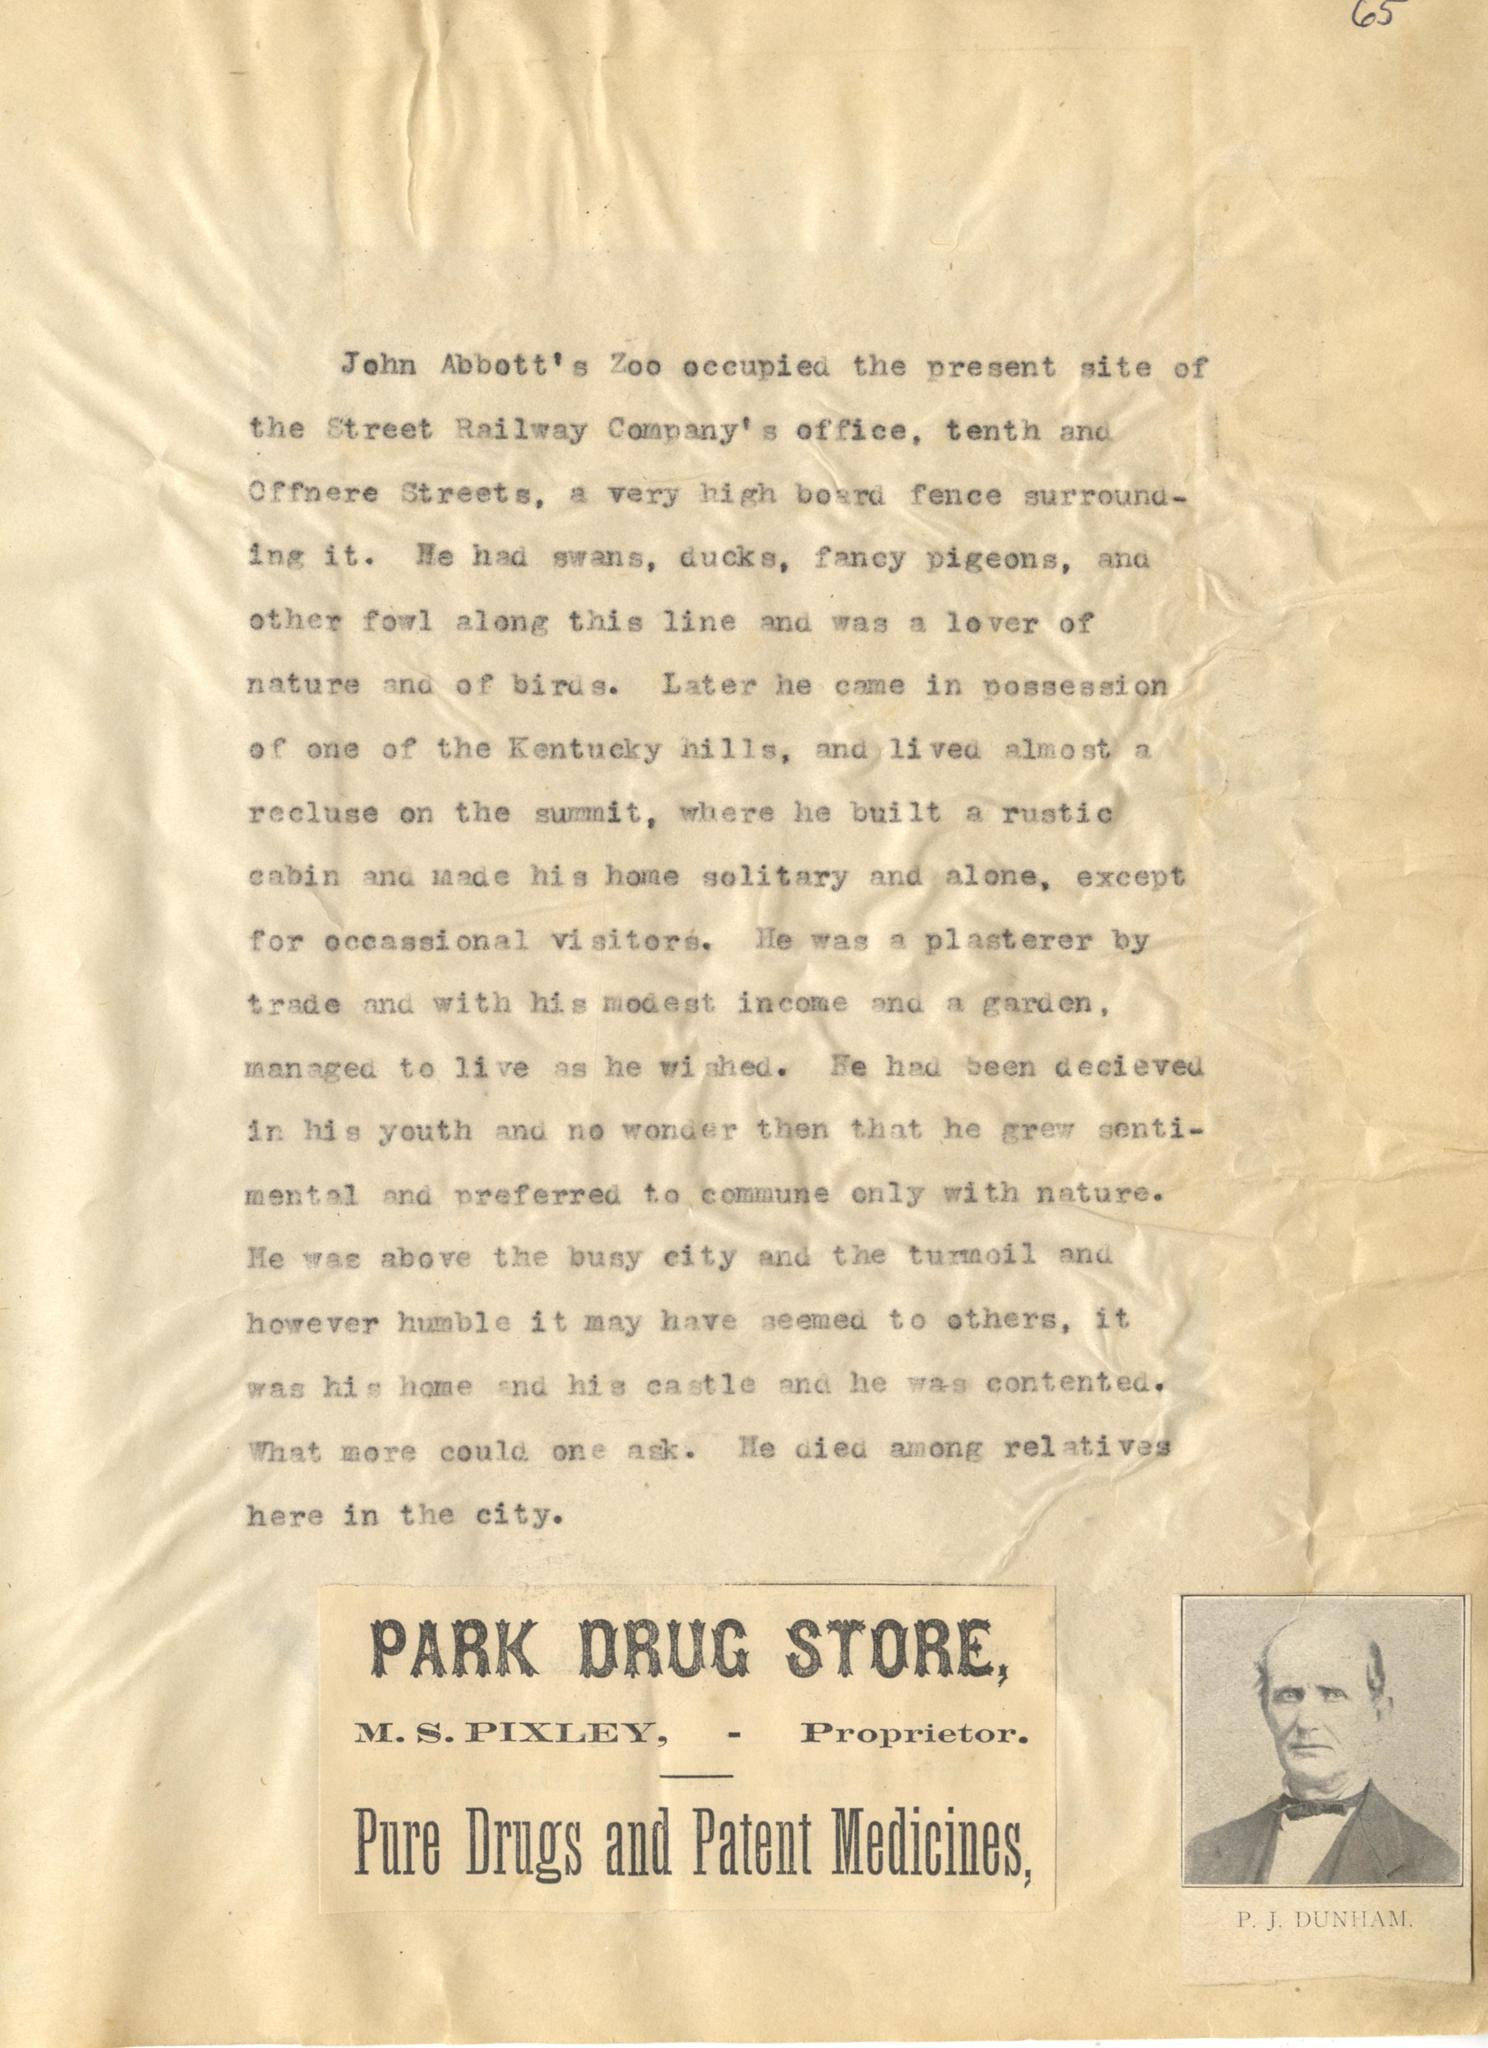 65
John Abbott's Zoo occupied the present site of
the Street Railway Company's office, tenth and
Offnere Streets, a very high board fence surround-
ing it. He had swans, ducks, fancy pigeons, and
other fowl along this line and was a lover of
nature and of birds. Later he came in possession
of one of the Kentucky hills, and lived almost a
recluse on the summit, where he built a rustic
cabin and made his home solitary and alone, except
for occassional visitors. He was a plasterer by
trade and with his modest income and a garden,
managed to live as he wished. He had been decieved
in his youth and no wonder then that he grew senti-
mental and preferred to commune only with nature.
He was above the busy city and the turmoil and
however humble it may have seemed to others, it
was his home and his castle and he was contented.
What more could one ask. He died among relatives
here in the city.
PARK DRUG STORE,
M. S. PIXLEY, - Proprietor.
Pure Drugs and Patent Medicines,
P. J. DUNHAM.